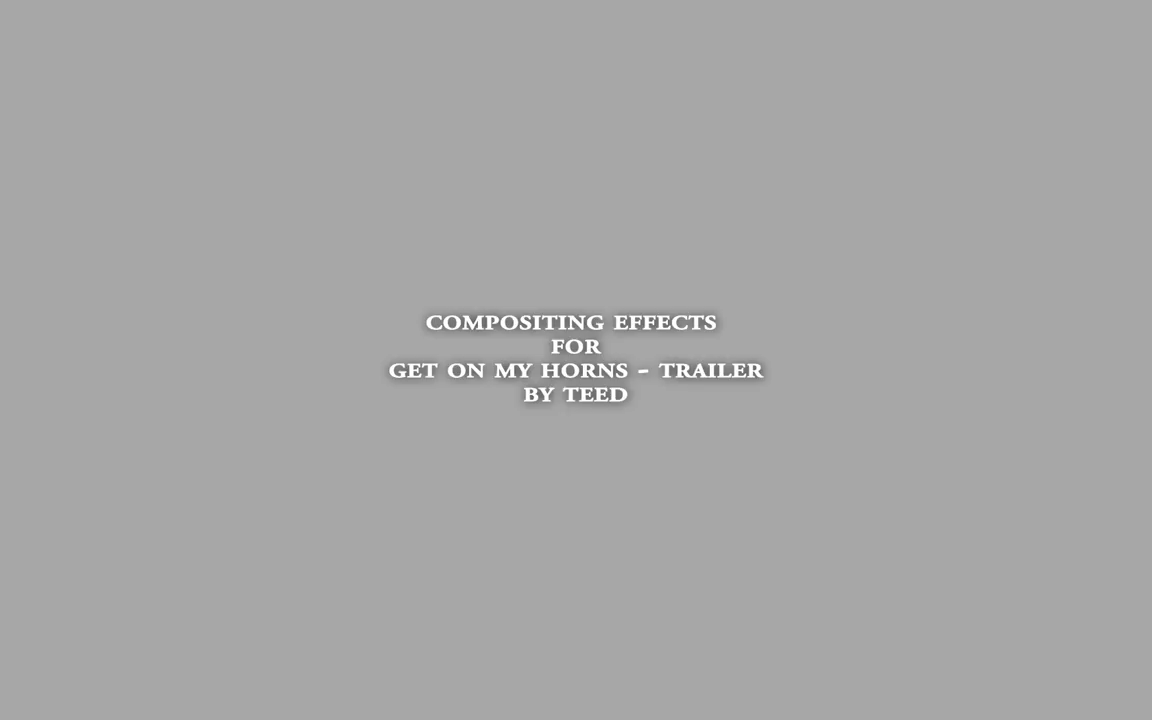 COMPOSITING EFFECTS
FOR
GET ON MY HORNS - TRAILER
BY TEED